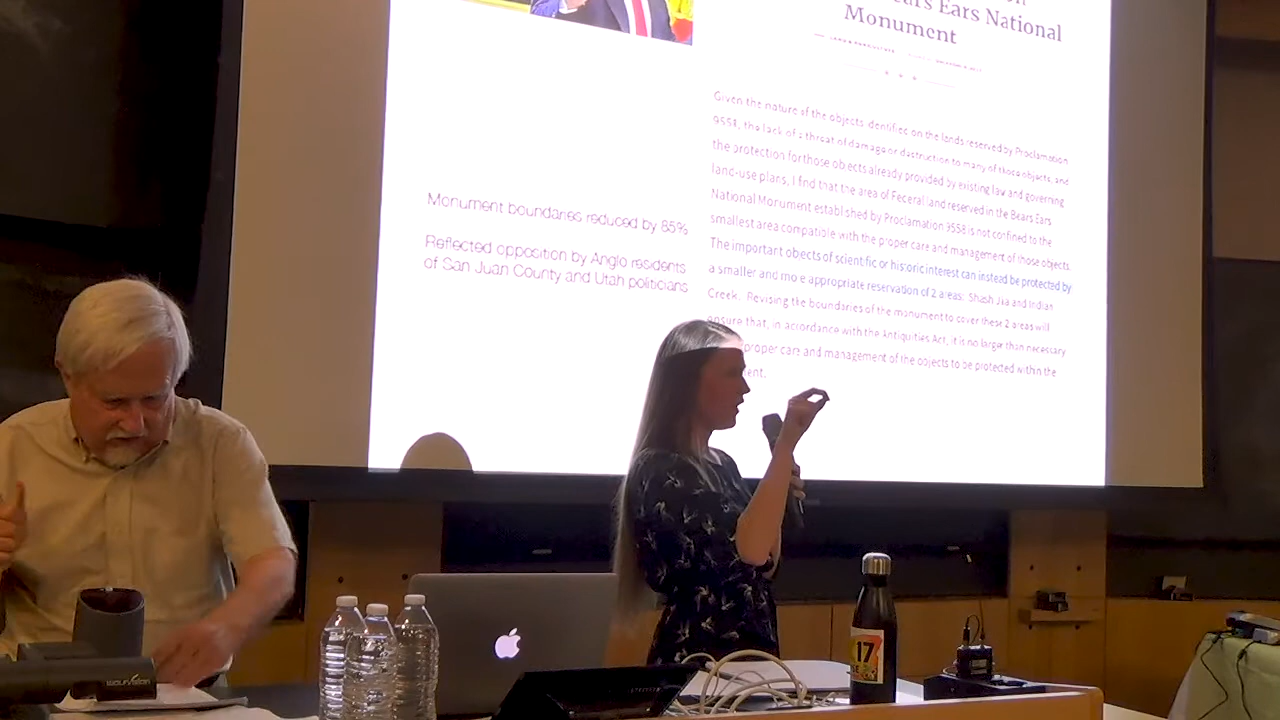 Bears Ears National
Monument
Given the nature of the objects identified on the lands reserved by Proclamation
9558, the lack of a threat of damage or destruction to many of those objects, and
the protection for those objects already provided by existing law and governing
land-use plans, I find that the area of Federal land reserved in the Bears Ears
National Monument established by Proclamation 9558 is not confined to the
smallest area compatible with the proper care and management of those objects.
The important objects of scientific or historic interest can instead be protected by
a smaller and more appropriate reservation of 2 areas: Shash Jáa and Indian
Creek. Revising the boundaries of the monument to cover these 2 areas will
ensure that, in accordance with the Antiquities Act, it is no larger than necessary
proper care and management of the objects to be protected within the
Monument boundaries reduced by 85%
Reflected opposition by Anglo residents
of San Juan County and Utah politicians
WolfVision
17